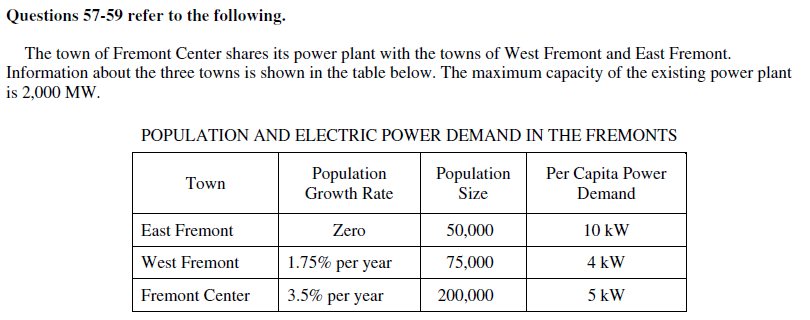 Questions 57-59 refer to the following.
The town of Fremont Center shares its power plant with the towns of West Fremont and East Fremont.
Information about the three towns is shown in the table below. The maximum capacity of the existing power plant
is 2,000 MW.
POPULATION AND ELECTRIC POWER DEMAND IN THE FREMONTS
Town Population Growth Rate Population Size Per Capita Power Demand
East Fremont Zero 50,000 10 kW
West Fremont 1.75% per year 75,000 4 kW
Fremont Center 3.5% per year 200,000 5 kW